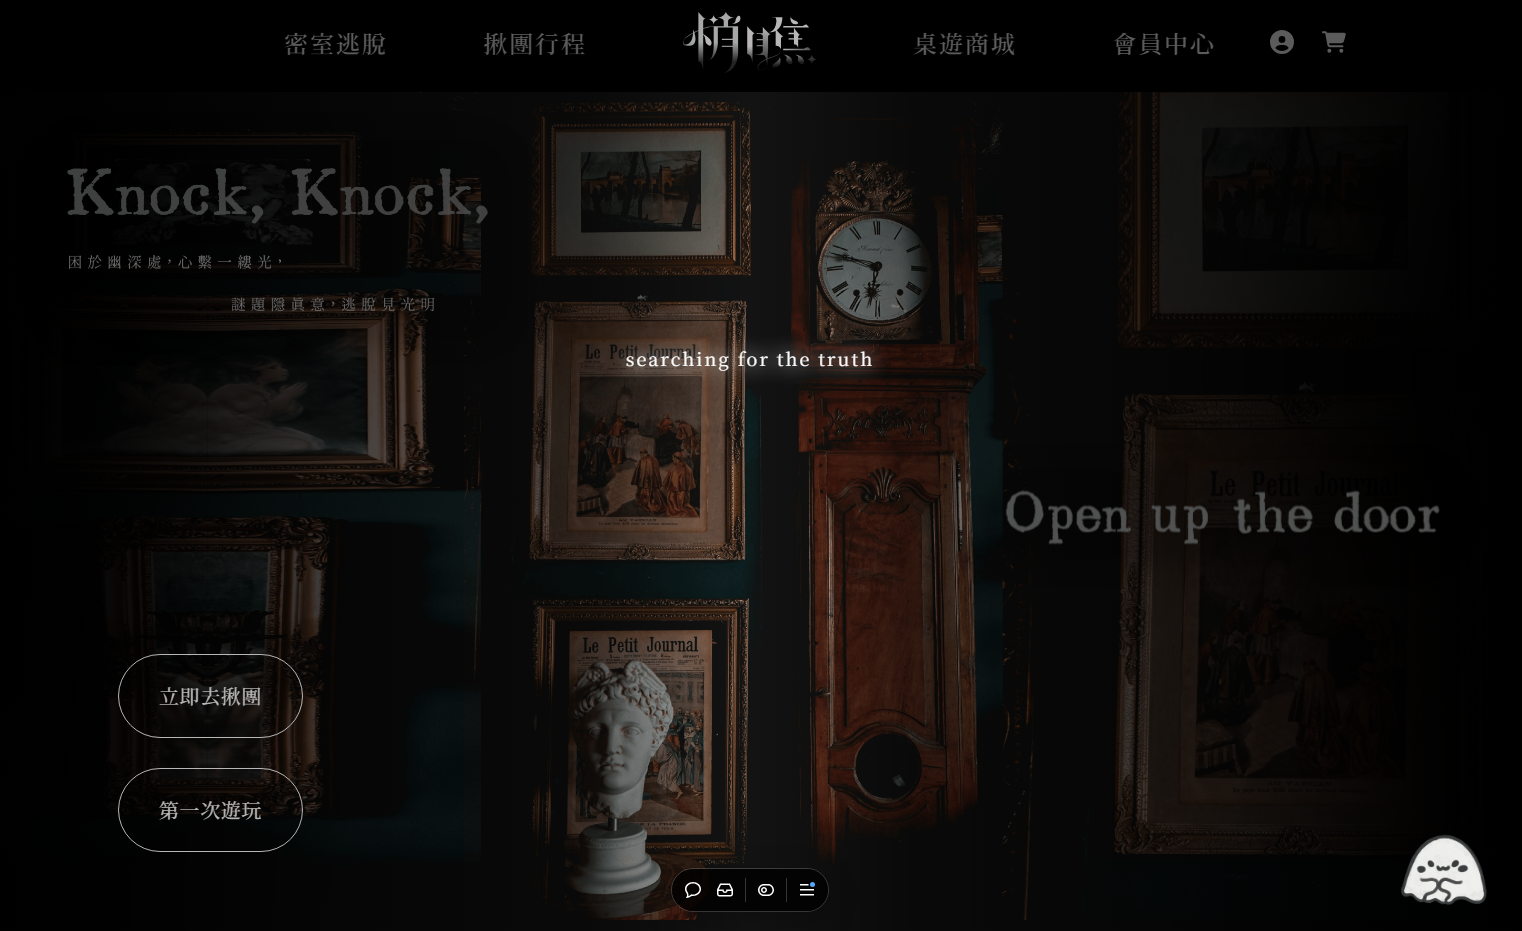 密室逃脫
揪團行程
悄瞧
桌遊商城
會員中心
Knock, Knock,
困於幽深處，心繫一縷光，
謎題隱真意，逃脫見光明
Le Petit Journal
searching for the truth
Le Petit Journal
Open up the door
Le Petit Journal
立即去揪團
第一次遊玩